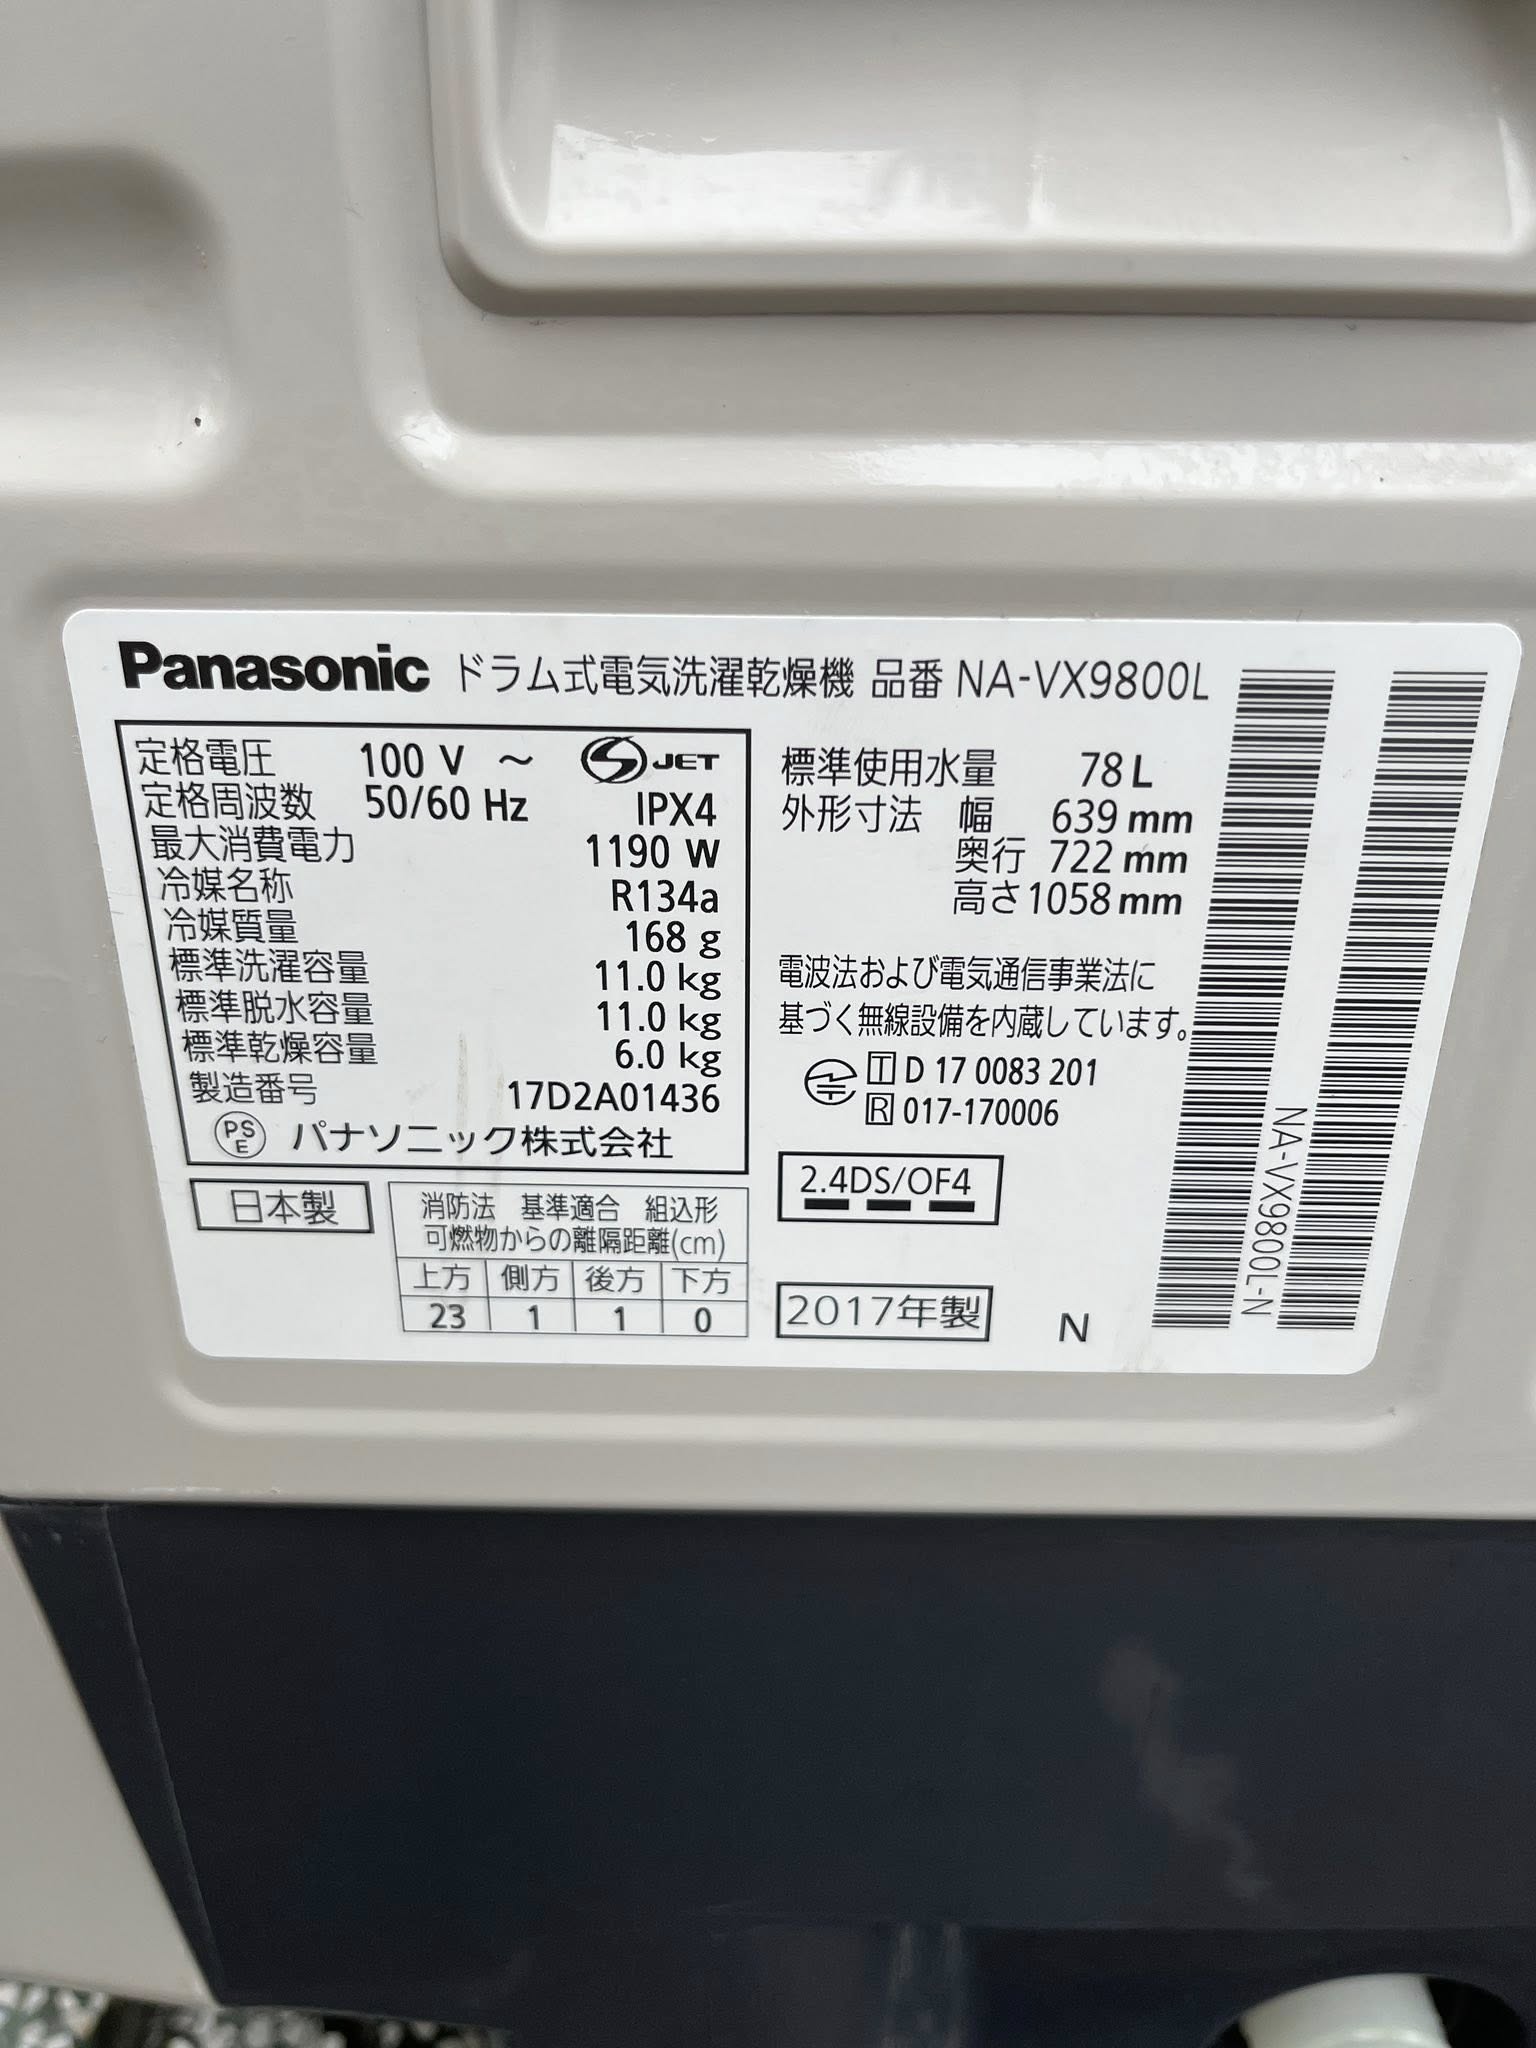 Panasonic ドラム式電気洗濯乾燥機 品番 NA-VX9800L
定格電圧 100 V ～ S JET
定格周波数 50/60 Hz IPX4
最大消費電力 1190 W
冷媒名称 R134a
冷媒質量 168 g
標準洗濯容量 11.0 kg
標準脱水容量 11.0 kg
標準乾燥容量 6.0 kg
製造番号 17D2A01436
PSE パナソニック株式会社
日本製
消防法 基準適合 組込形
可燃物からの離隔距離(cm)
上方 側方 後方 下方
23 1 1 0
標準使用水量 78 L
外形寸法 幅 639 mm
奥行 722 mm
高さ 1058 mm
電波法および電気通信事業法に
基づく無線設備を内蔵しています。
T D 17 0083 201
R 017-170006
2.4DS/OF4
2017年製
N
NA-VX9800L-N